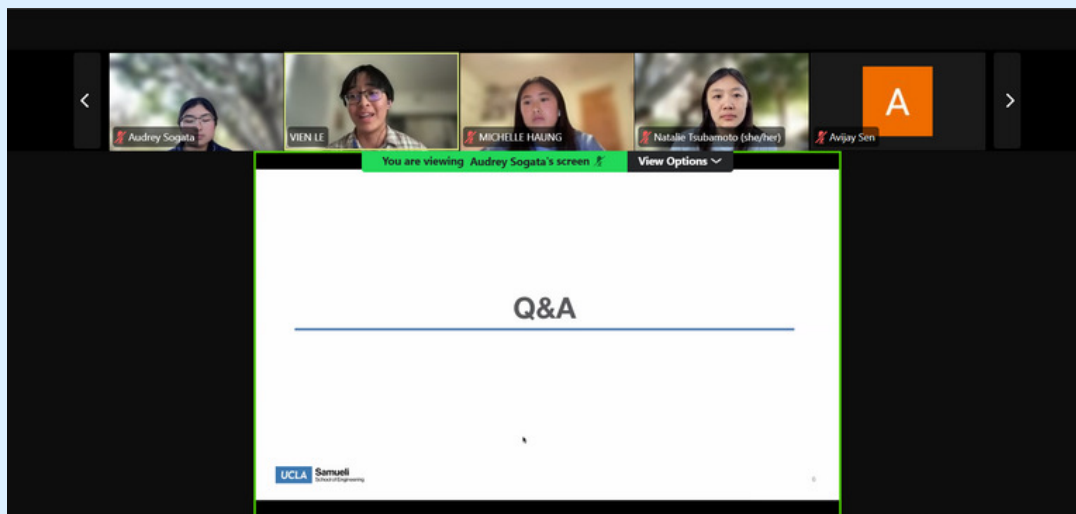 Audrey Sogata
VIEN LE
MICHELLE HAUNG
Natalie Tsubamoto (she/her)
A
Avijay Sen
You are viewing Audrey Sogata's screen
View Options
Q&A
UCLA
Samueli
School of Engineering